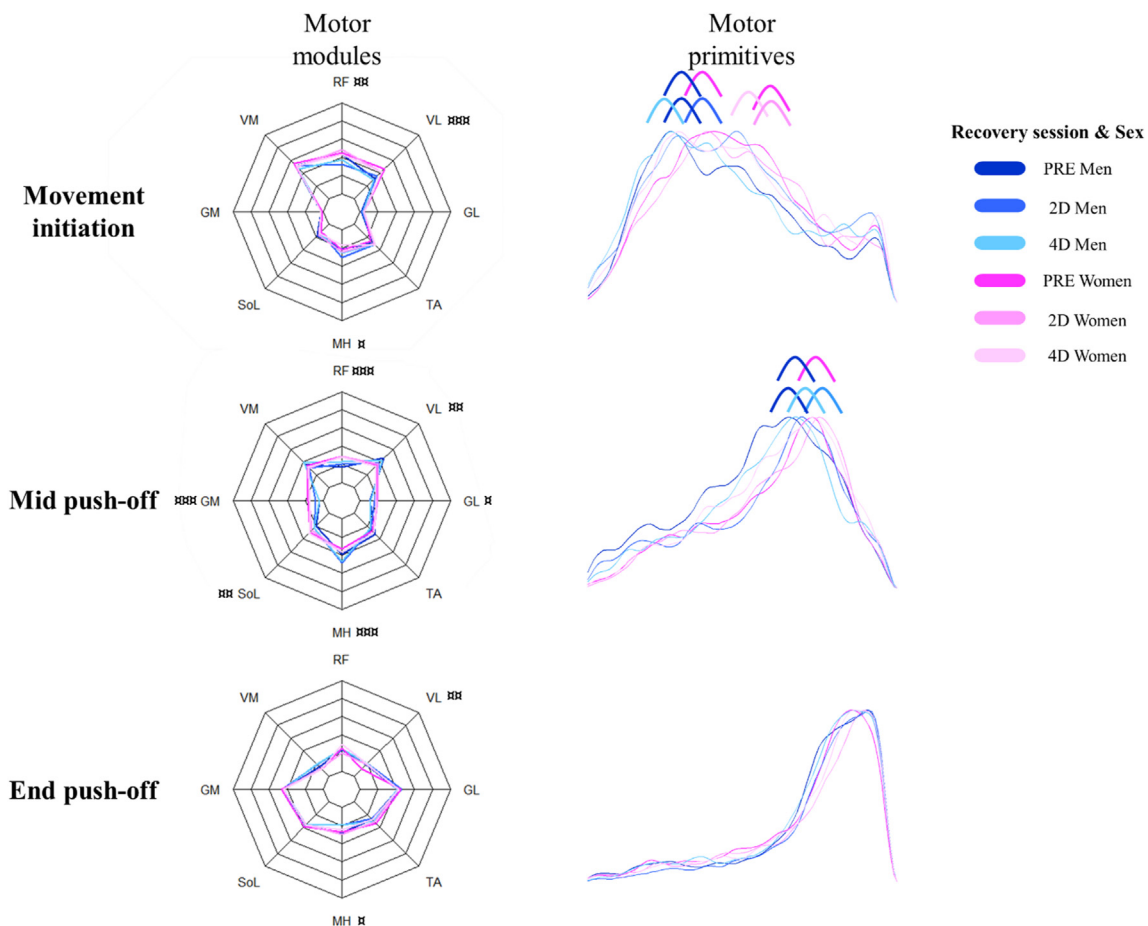 Motor
modules
Motor
primitives
Movement
initiation
RF ¤¤
VM
VL ¤¤¤
GM
GL
SoL
TA
MH ¤
Mid push-off
RF ¤¤¤
VM
VL ¤¤
¤¤¤ GM
GL ¤
¤¤ SoL
TA
MH ¤¤¤
End push-off
RF
VM
VL ¤¤
GM
GL
SoL
TA
MH ¤
Recovery session & Sex
PRE Men
2D Men
4D Men
PRE Women
2D Women
4D Women